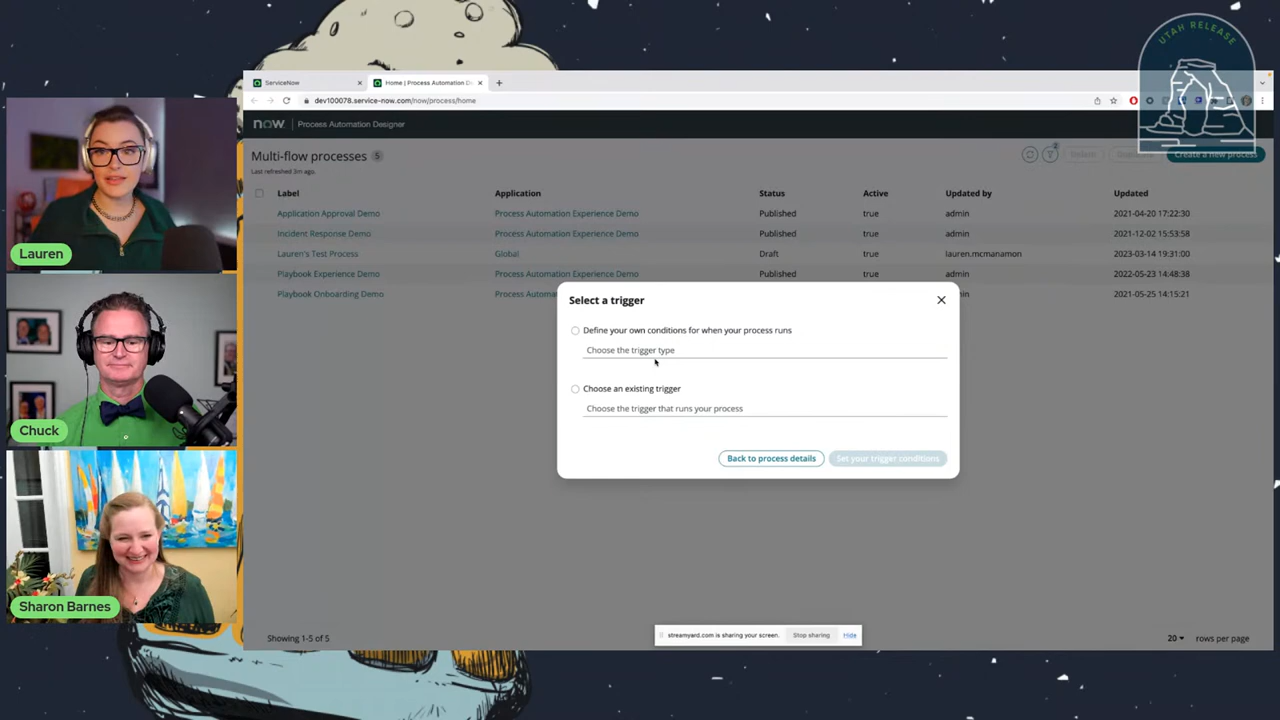 UTAH RELEASE
ServiceNow
Home | Process Automation D
dev100078.service-now.com/now/process/home
now. | Process Automation Designer
Multi-flow processes 5
Last refreshed 3m ago.
2
Create a new process
Label Application Status Active Updated by Updated
Application Approval Demo Process Automation Experience Demo Published true admin 2021-04-20 17:22:30
Incident Response Demo Process Automation Experience Demo Published true admin 2021-12-02 15:53:58
Lauren's Test Process Global Draft true lauren.mcmanamon 2023-03-14 19:31:00
Playbook Experience Demo Process Automation Experience Demo Published true admin 2022-05-23 14:48:38
Playbook Onboarding Demo Process Automa 2021-05-25 14:15:21
Select a trigger
Define your own conditions for when your process runs
Choose the trigger type
Choose an existing trigger
Choose the trigger that runs your process
Back to process details
Set your trigger conditions
Lauren
Chuck
Sharon Barnes
streamyard.com is sharing your screen.
Stop sharing
Hide
Showing 1-5 of 5
20 rows per page